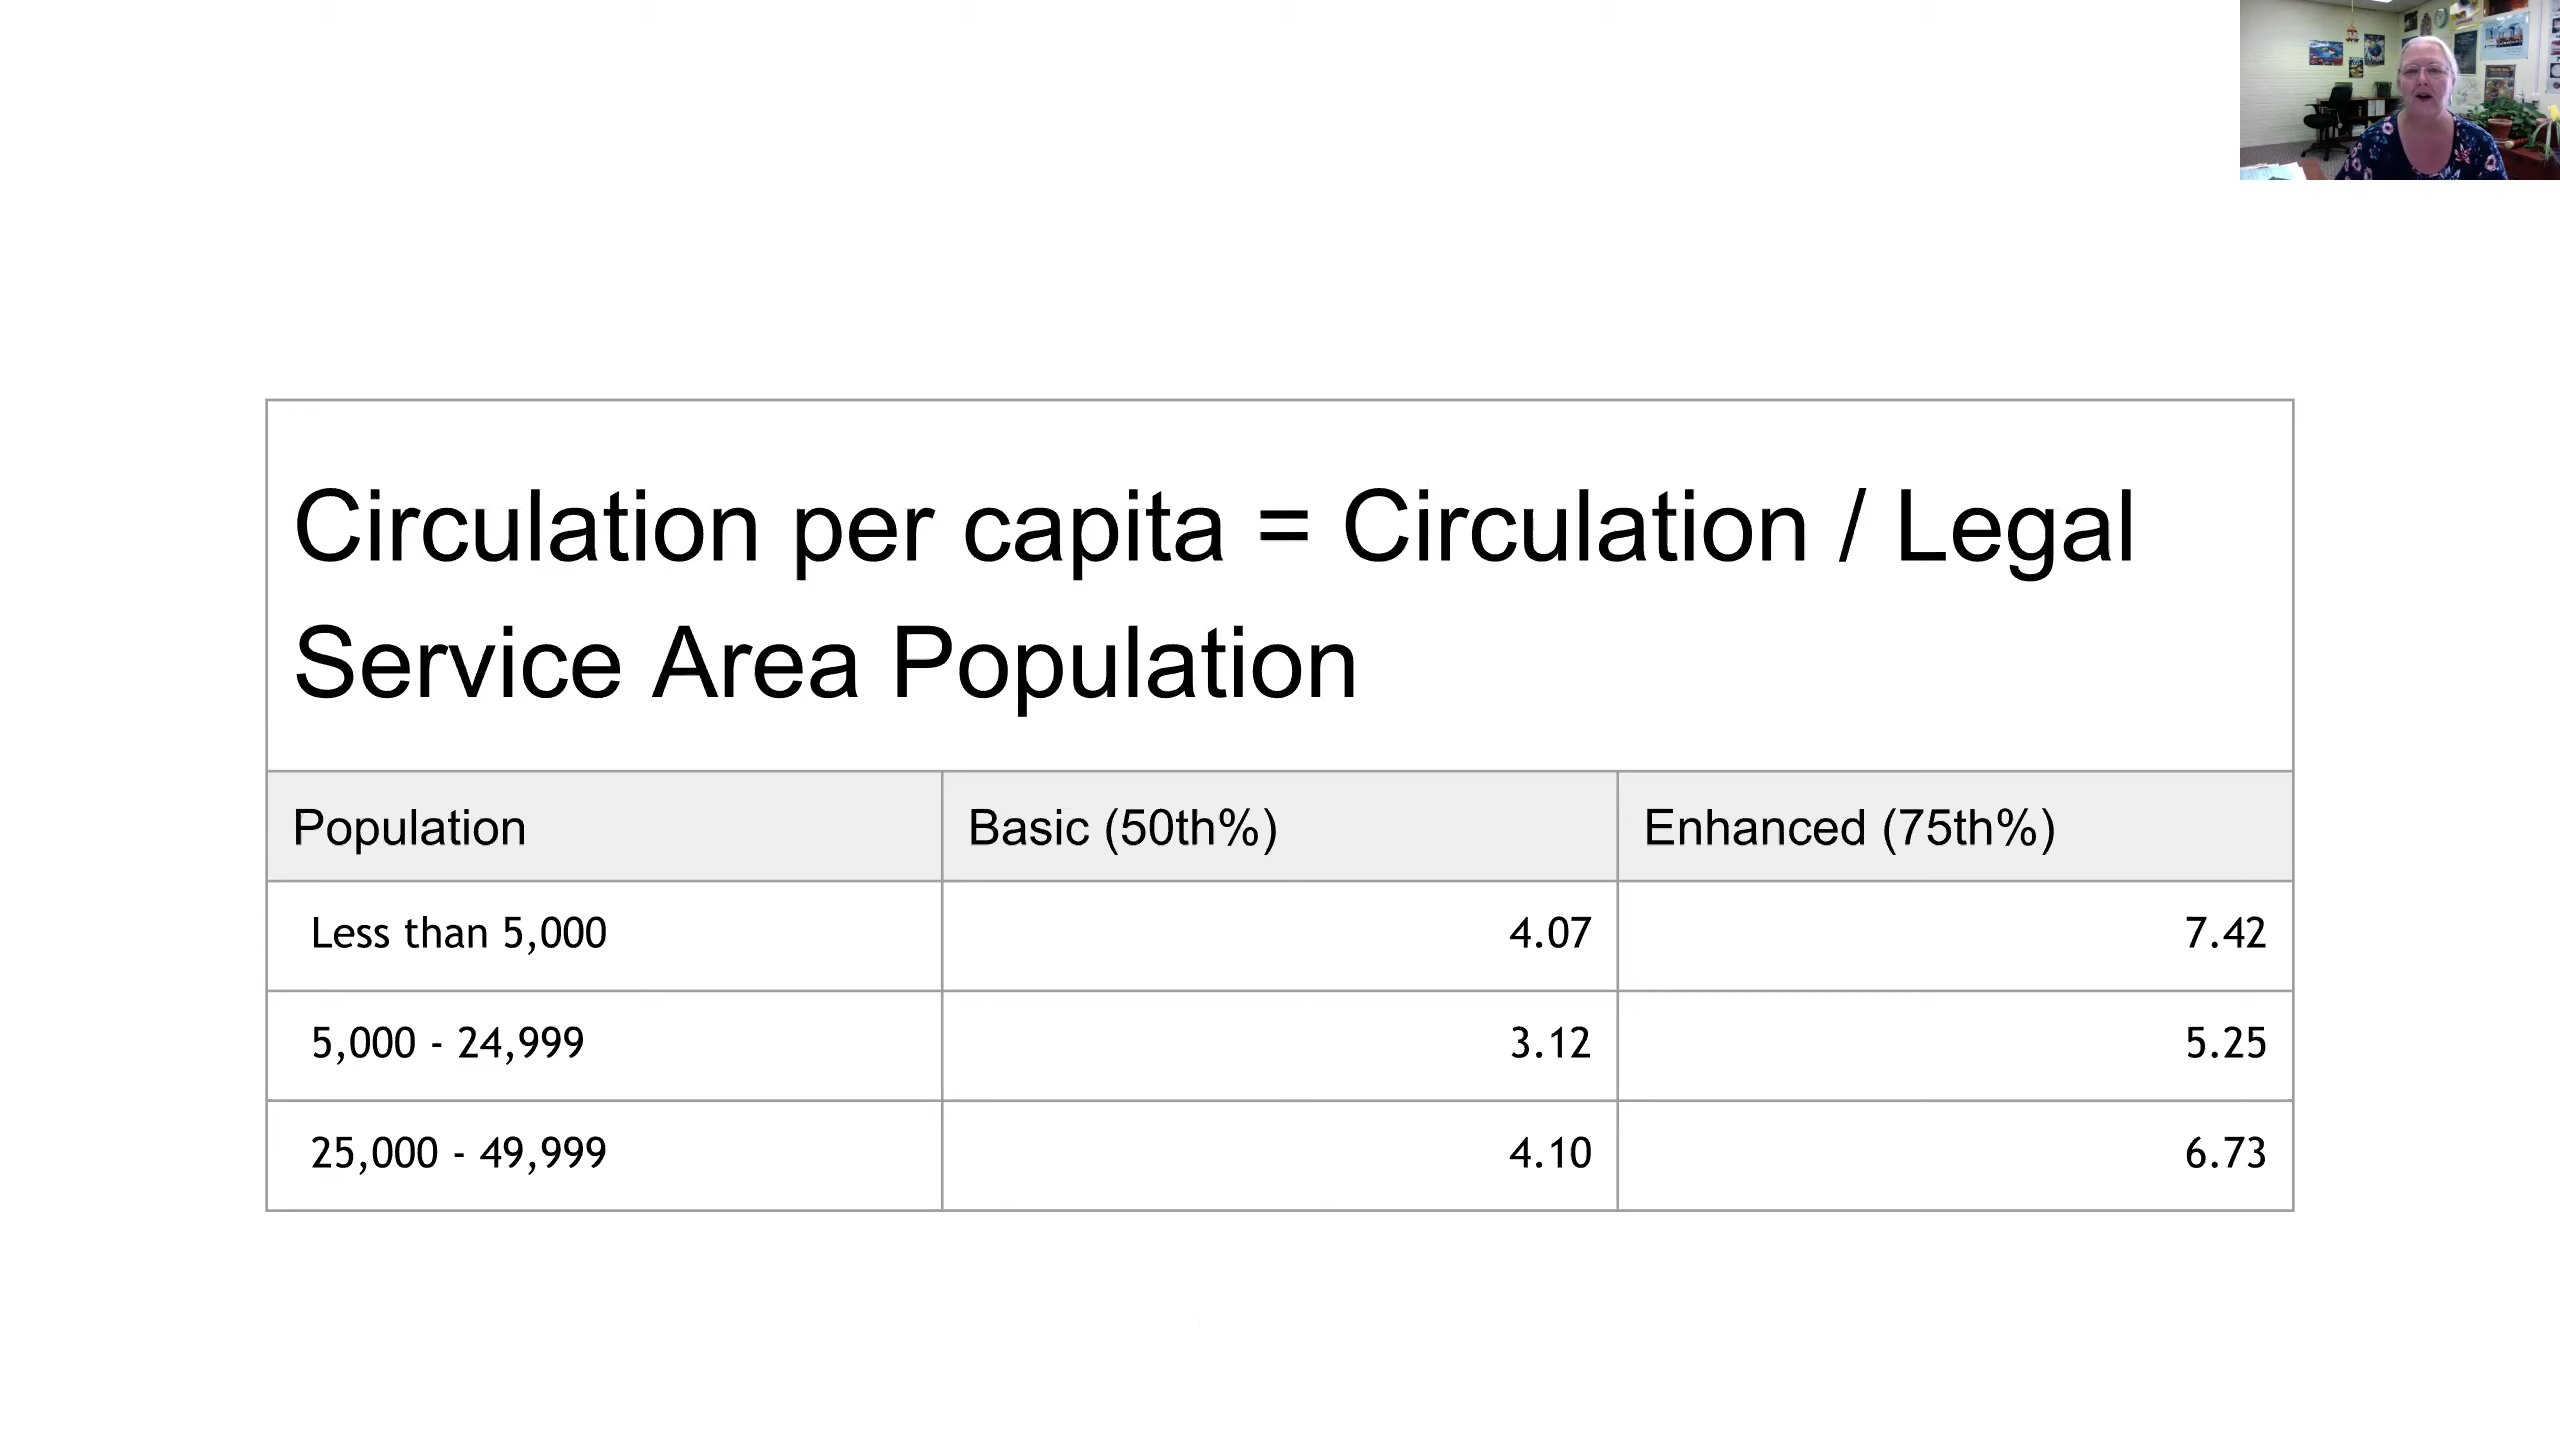 Circulation per capita = Circulation / Legal
Service Area Population
Population Basic (50th%) Enhanced (75th%)
Less than 5,000 4.07 7.42
5,000 - 24,999 3.12 5.25
25,000 - 49,999 4.10 6.73